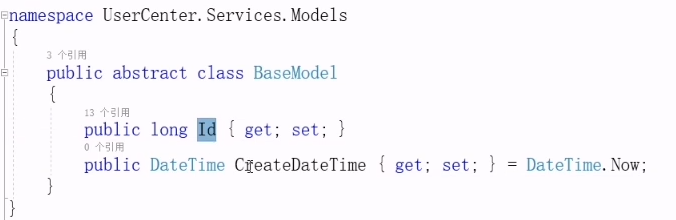 namespace UserCenter.Services.Models
{
3 个引用
public abstract class BaseModel
{
13 个引用
public long Id { get; set; }
0 个引用
public DateTime CreateDateTime { get; set; } = DateTime.Now;
}
}